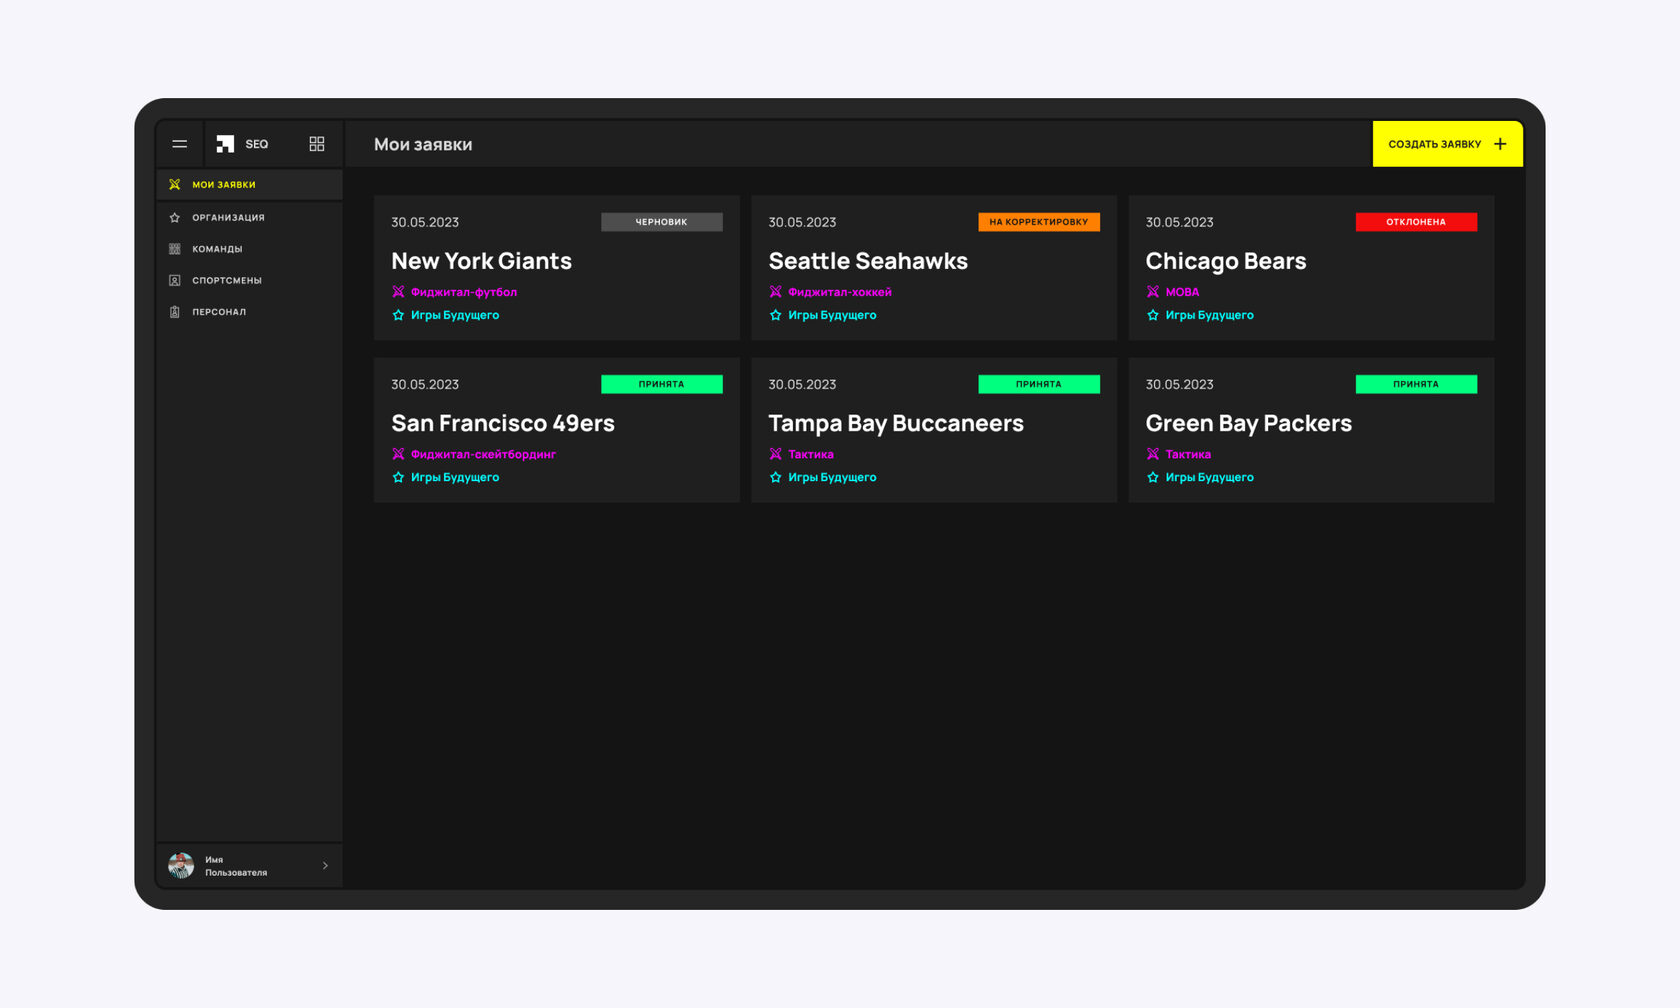 SEQ
Мои заявки
СОЗДАТЬ ЗАЯВКУ
МОИ ЗАЯВКИ
ОРГАНИЗАЦИЯ
КОМАНДЫ
СПОРТСМЕНЫ
ПЕРСОНАЛ
30.05.2023
ЧЕРНОВИК
New York Giants
Фиджитал-футбол
Игры Будущего
30.05.2023
НА КОРРЕКТИРОВКУ
Seattle Seahawks
Фиджитал-хоккей
Игры Будущего
30.05.2023
ОТКЛОНЕНА
Chicago Bears
MOBA
Игры Будущего
30.05.2023
ПРИНЯТА
San Francisco 49ers
Фиджитал-скейтбординг
Игры Будущего
30.05.2023
ПРИНЯТА
Tampa Bay Buccaneers
Тактика
Игры Будущего
30.05.2023
ПРИНЯТА
Green Bay Packers
Тактика
Игры Будущего
Имя
Пользователя